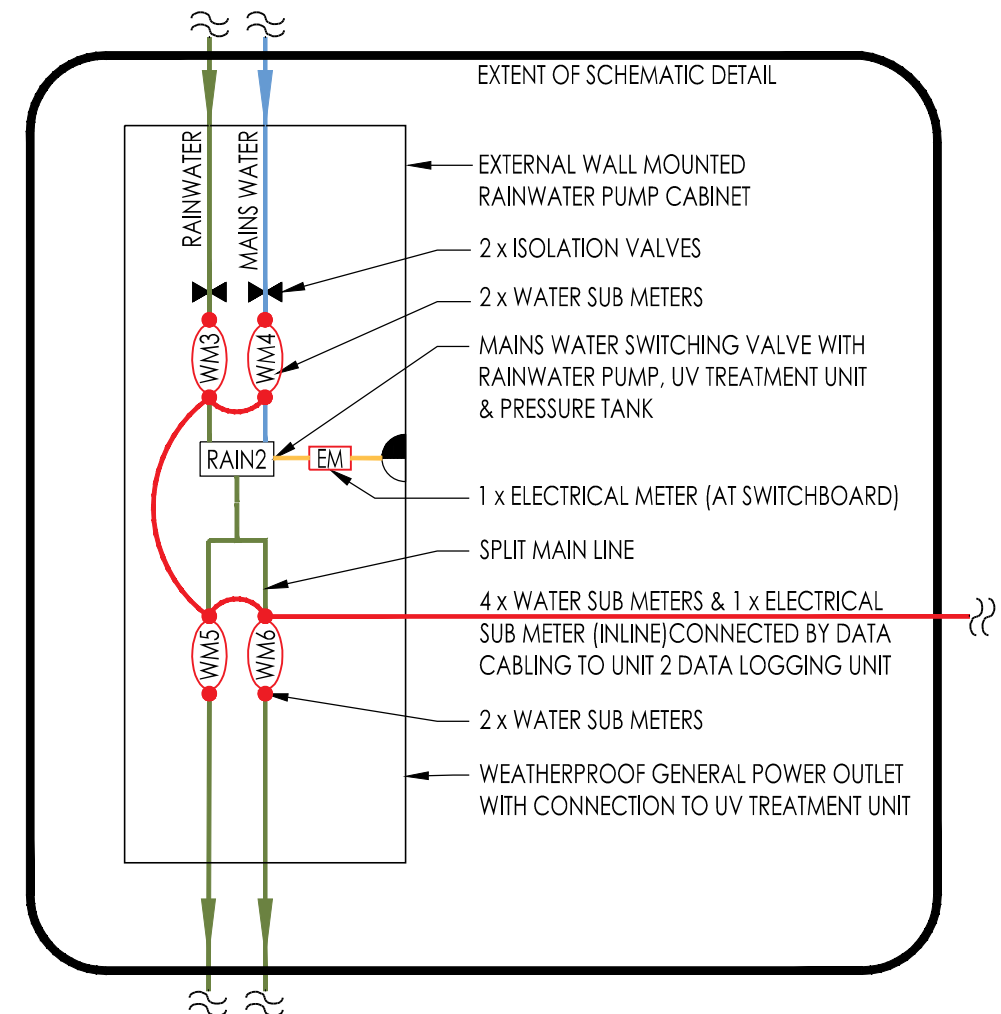 EXTENT OF SCHEMATIC DETAIL
RAINWATER
MAINS WATER
EXTERNAL WALL MOUNTED
RAINWATER PUMP CABINET
2 x ISOLATION VALVES
2 x WATER SUB METERS
WM3
WM4
MAINS WATER SWITCHING VALVE WITH
RAINWATER PUMP, UV TREATMENT UNIT
& PRESSURE TANK
RAIN2
EM
1 x ELECTRICAL METER (AT SWITCHBOARD)
SPLIT MAIN LINE
4 x WATER SUB METERS & 1 x ELECTRICAL
SUB METER (INLINE)CONNECTED BY DATA
CABLING TO UNIT 2 DATA LOGGING UNIT
WM5
WM6
2 x WATER SUB METERS
WEATHERPROOF GENERAL POWER OUTLET
WITH CONNECTION TO UV TREATMENT UNIT